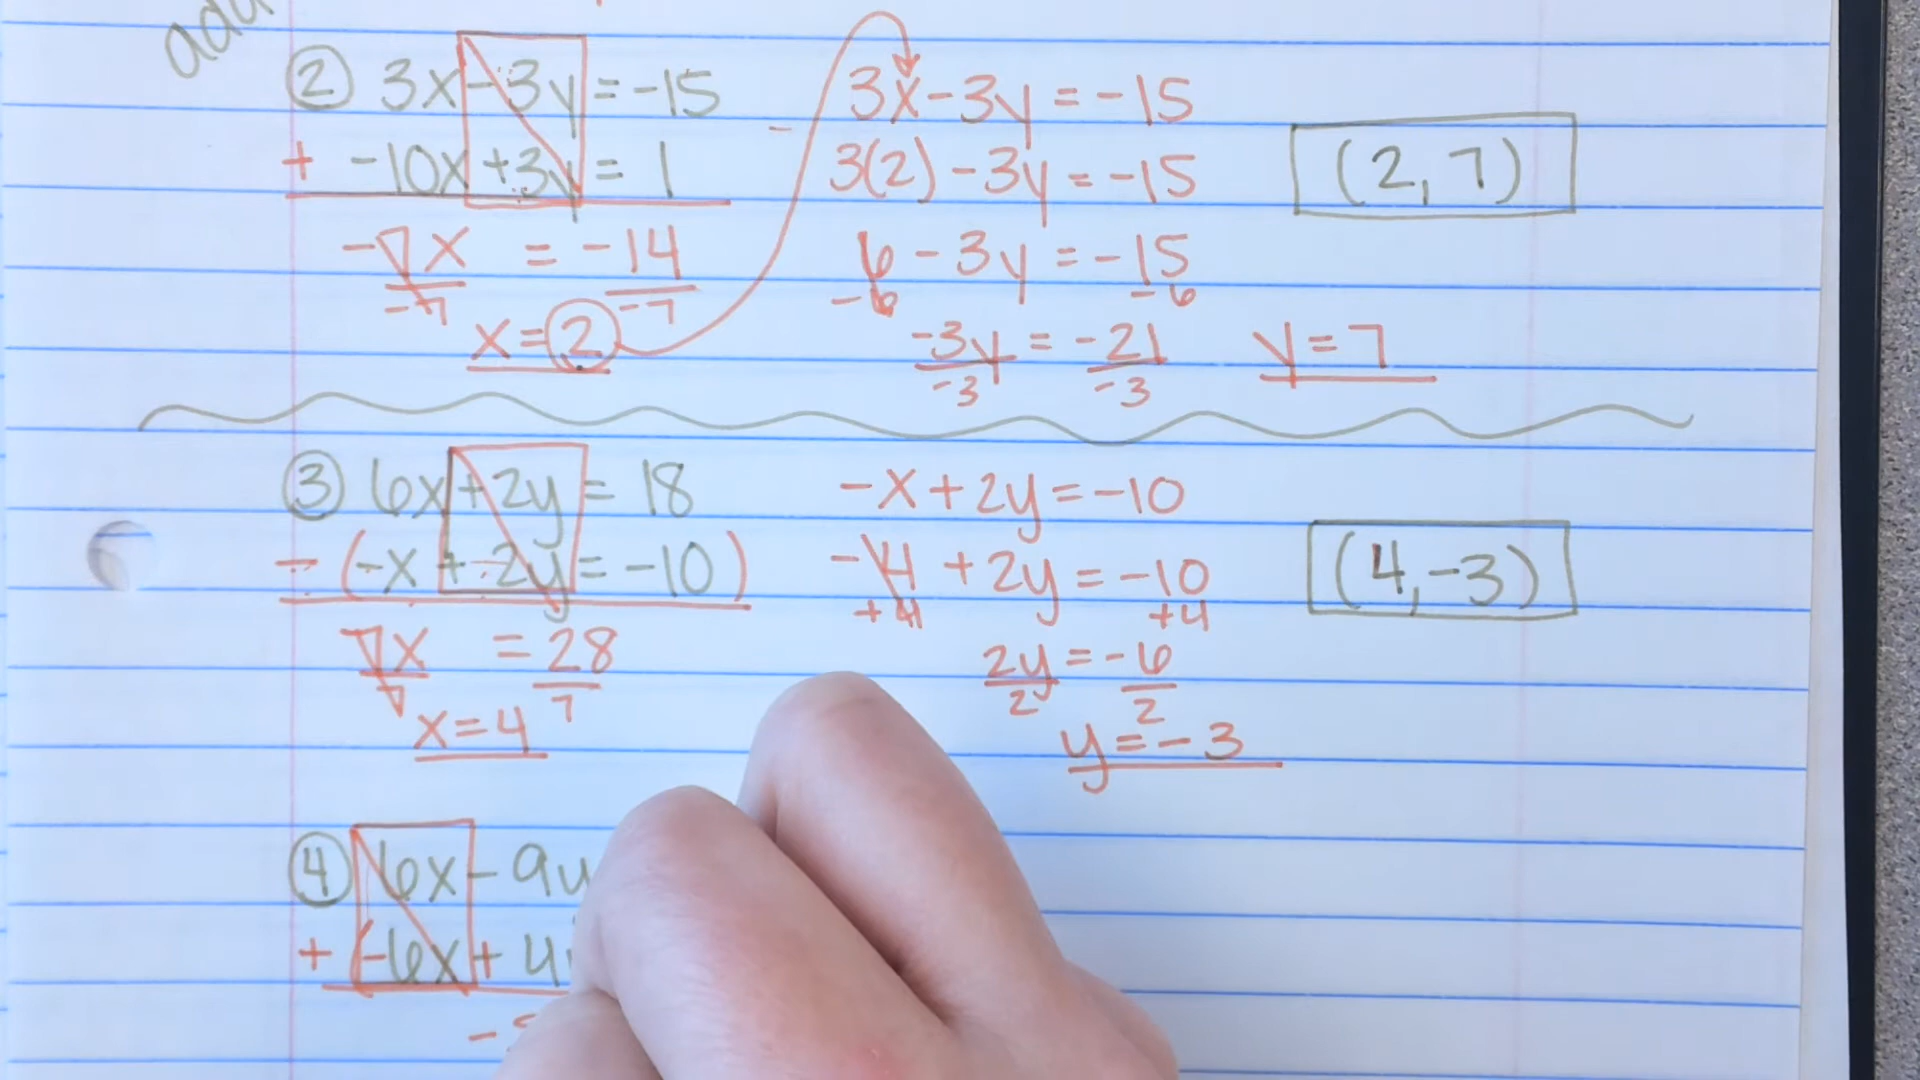 ② 3x-3y=-15
+ -10x+3y=1
-7x = -14
-7 -7
x=2
3x-3y=-15
3(2)-3y=-15
6-3y=-15
-6 -6
-3y=-21
-3 -3
y=7
(2,7)
③ 6x+2y=18
-(-x+2y=-10)
7x =28
7 7
x=4
-x+2y=-10
-4+2y=-10
+4 +4
2y=-6
2 2
y=-3
(4,-3)
④ 6x-9y
+ (-6x+4